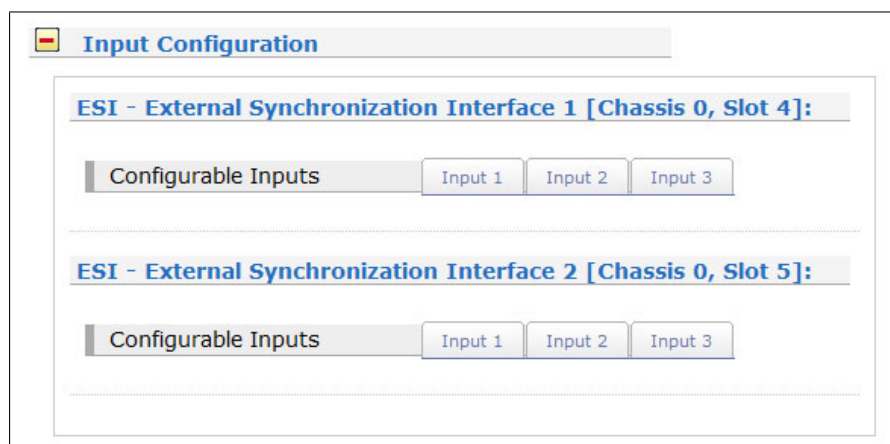 Input Configuration
ESI - External Synchronization Interface 1 [Chassis 0, Slot 4]:
Configurable Inputs Input 1 Input 2 Input 3
ESI - External Synchronization Interface 2 [Chassis 0, Slot 5]:
Configurable Inputs Input 1 Input 2 Input 3